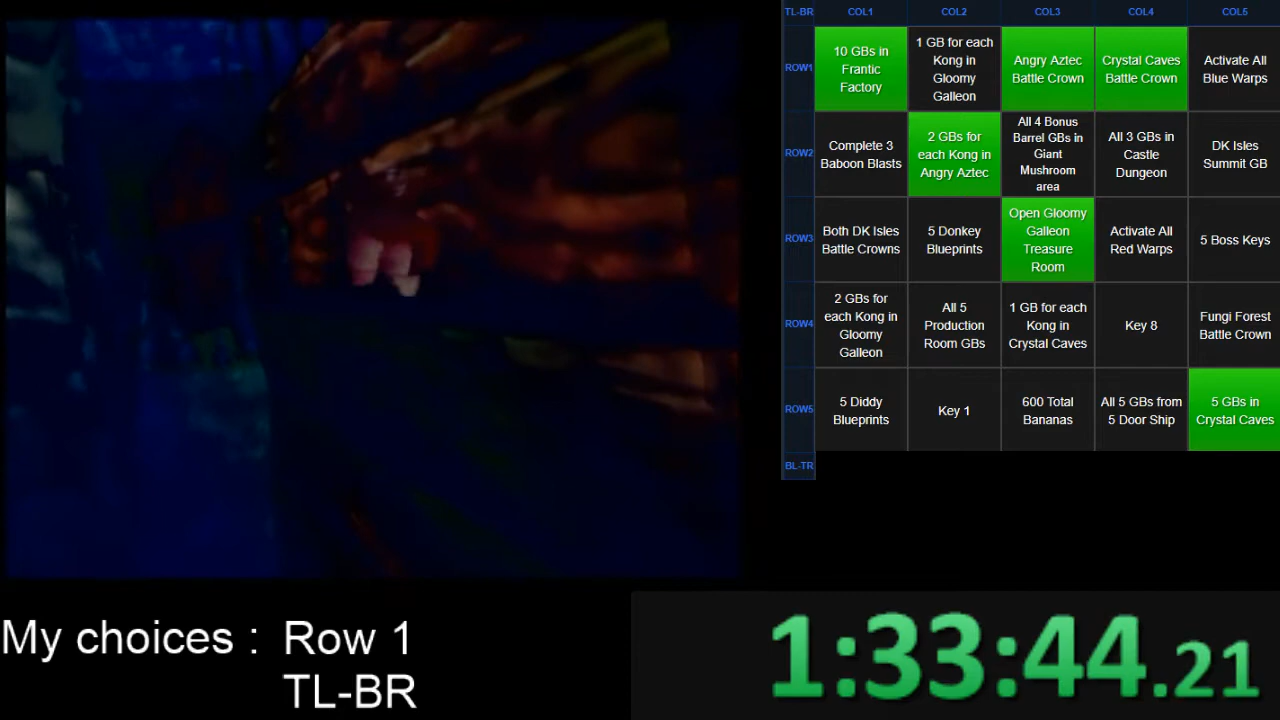 TL-BR COL1 COL2 COL3 COL4 COL5
ROW1
10 GBs in
Frantic
Factory
1 GB for each
Kong in
Gloomy
Galleon
Angry Aztec
Battle Crown
Crystal Caves
Battle Crown
Activate All
Blue Warps
ROW2
Complete 3
Baboon Blasts
2 GBs for
each Kong in
Angry Aztec
All 4 Bonus
Barrel GBs in
Giant
Mushroom
area
All 3 GBs in
Castle
Dungeon
DK Isles
Summit GB
ROW3
Both DK Isles
Battle Crowns
5 Donkey
Blueprints
Open Gloomy
Galleon
Treasure
Room
Activate All
Red Warps
5 Boss Keys
ROW4
2 GBs for
each Kong in
Gloomy
Galleon
All 5
Production
Room GBs
1 GB for each
Kong in
Crystal Caves
Key 8
Fungi Forest
Battle Crown
ROW5
5 Diddy
Blueprints
Key 1
600 Total
Bananas
All 5 GBs from
5 Door Ship
5 GBs in
Crystal Caves
BL-TR
My choices : Row 1
TL-BR
1:33:44.21